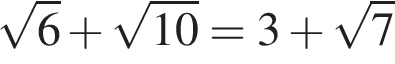 √6 + √10 = 3 + √7